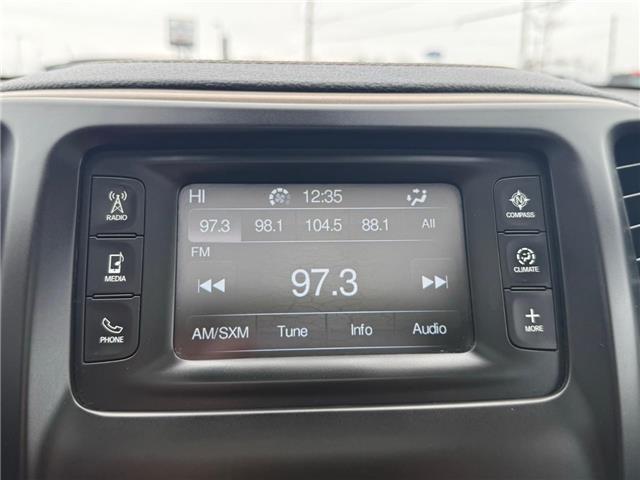 HI 12:35
97.3 98.1 104.5 88.1 All
FM
97.3
AM/SXM Tune Info Audio
RADIO
MEDIA
PHONE
N
COMPASS
CLIMATE
+
MORE